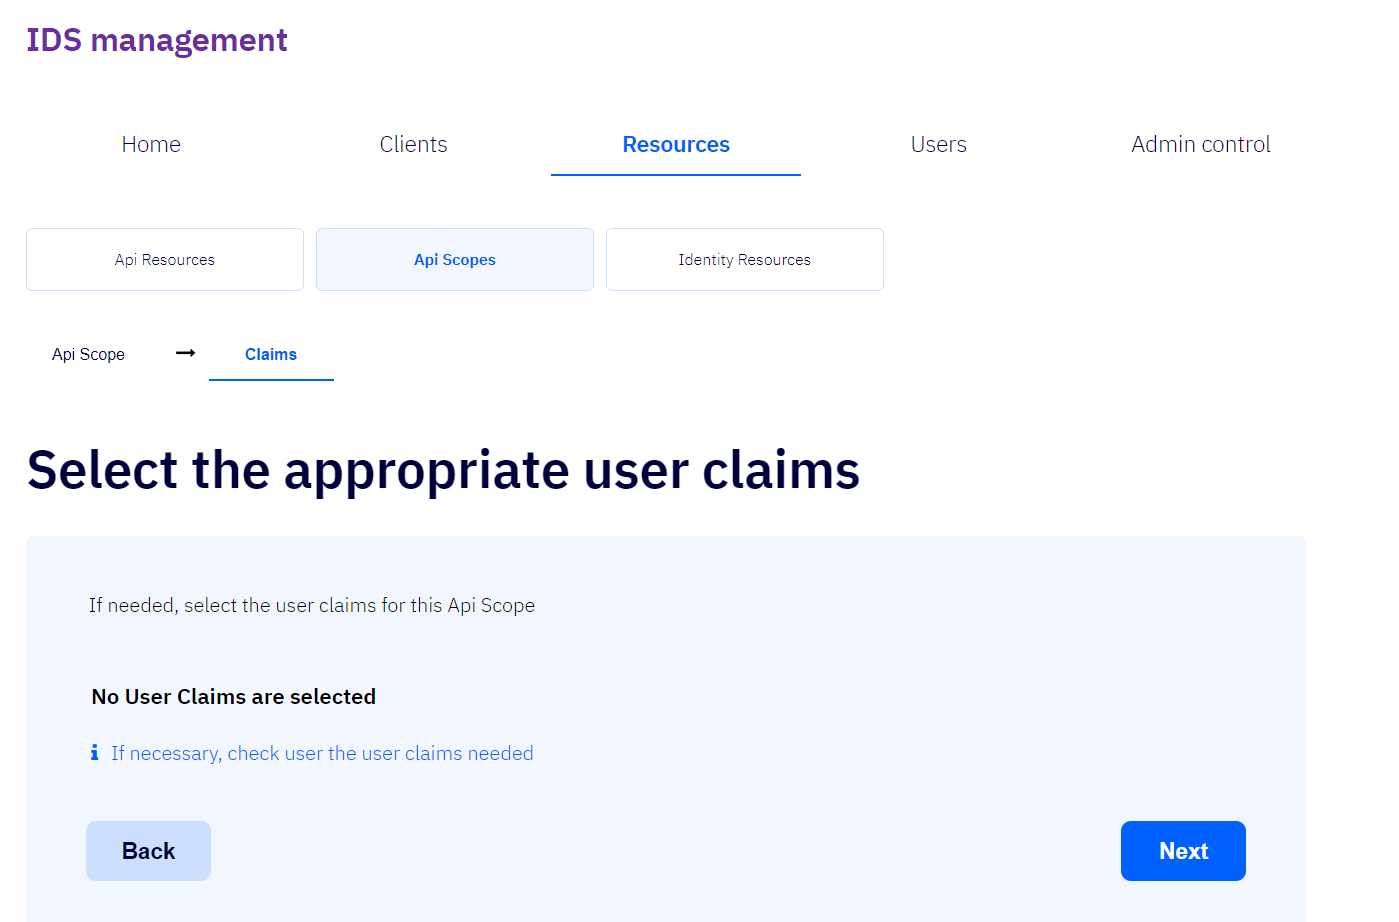 IDS management
Home Clients Resources Users Admin control
Api Resources Api Scopes Identity Resources
Api Scope → Claims
Select the appropriate user claims
If needed, select the user claims for this Api Scope
No User Claims are selected
If necessary, check user the user claims needed
Back Next